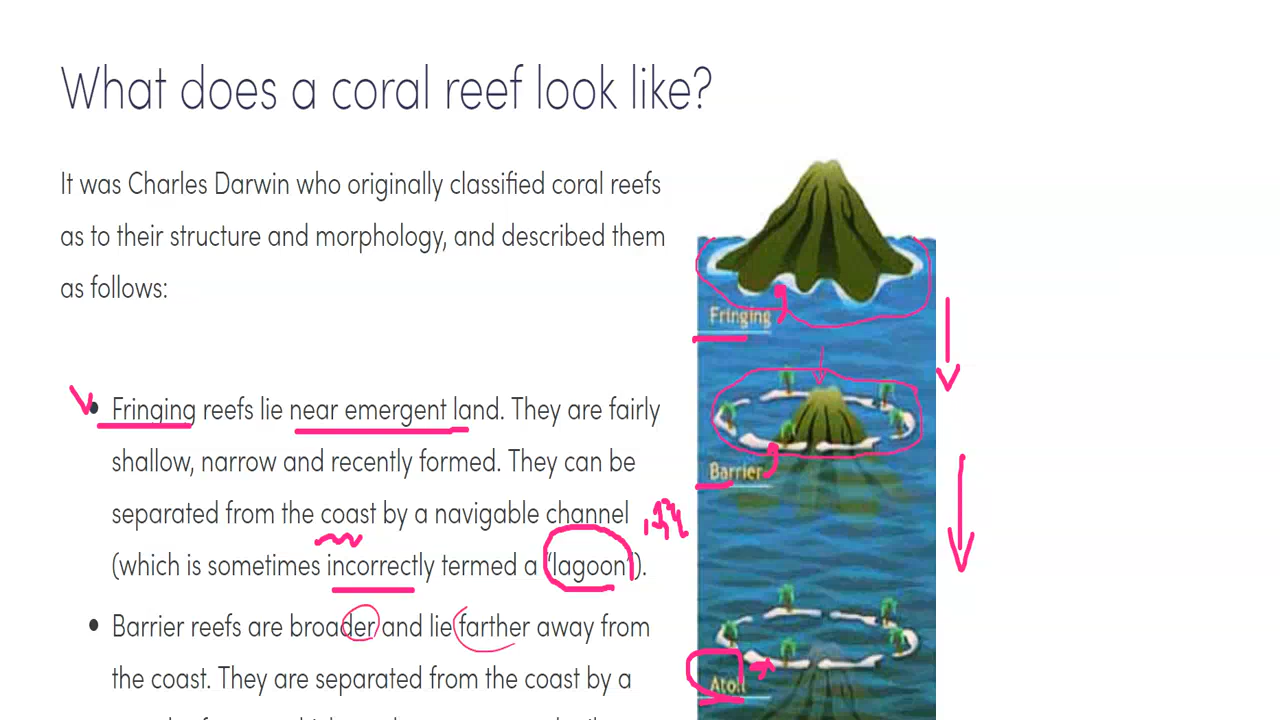 What does a coral reef look like?
It was Charles Darwin who originally classified coral reefs
as to their structure and morphology, and described them
as follows:
• Fringing reefs lie near emergent land. They are fairly
shallow, narrow and recently formed. They can be
separated from the coast by a navigable channel
(which is sometimes incorrectly termed a “lagoon”).
• Barrier reefs are broader and lie farther away from
the coast. They are separated from the coast by a
Fringing
Barrier
Atoll